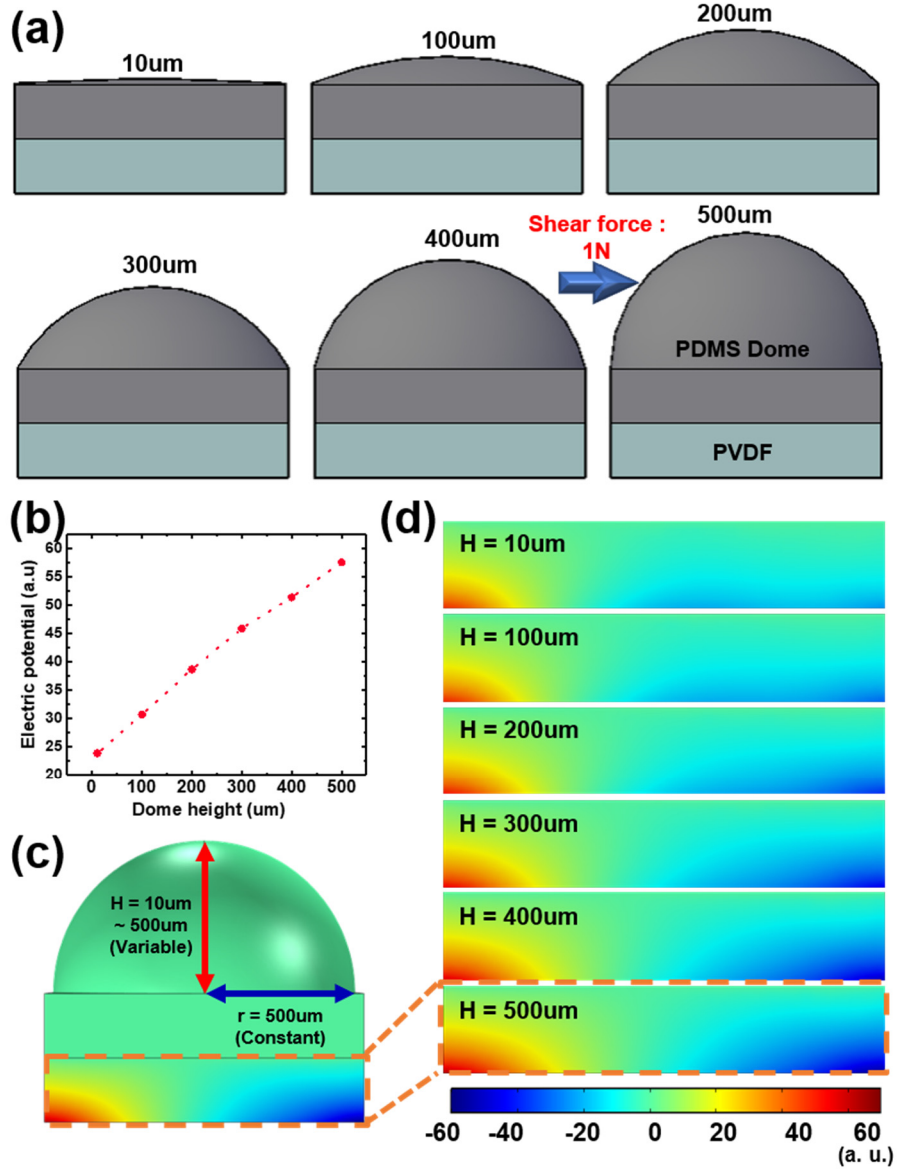 (a)
10um
100um
200um
300um
400um
Shear force :
1N
500um
PDMS Dome
PVDF
(b)
60
55
50
45
40
35
30
25
20
Electric potential (a.u)
0 100 200 300 400 500
Dome height (um)
(c)
H = 10um
~ 500um
(Variable)
r = 500um
(Constant)
(d)
H = 10um
H = 100um
H = 200um
H = 300um
H = 400um
H = 500um
-60 -40 -20 0 20 40 60
(a. u.)